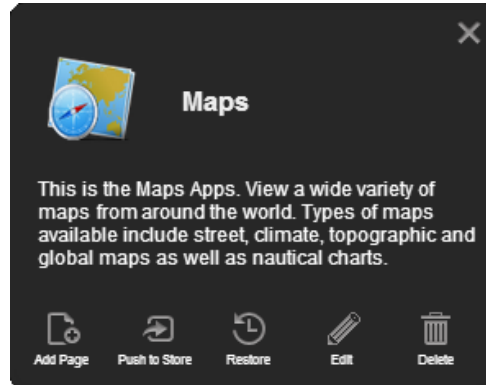 Maps
This is the Maps Apps. View a wide variety of
maps from around the world. Types of maps
available include street, climate, topographic and
global maps as well as nautical charts.
Add Page Push to Store Restore Edit Delete